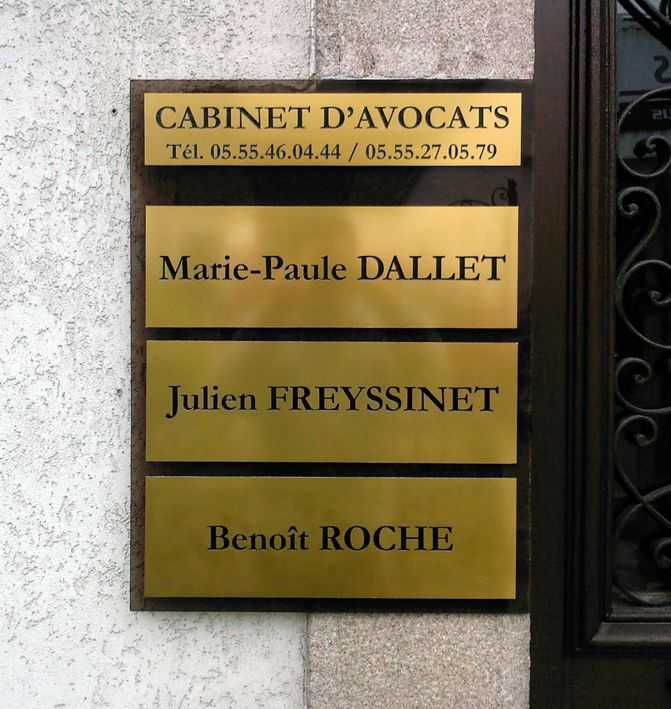 CABINET D'AVOCATS
Tél. 05.55.46.04.44 / 05.55.27.05.79
Marie-Paule DALLET
Julien FREYSSINET
Benoît ROCHE